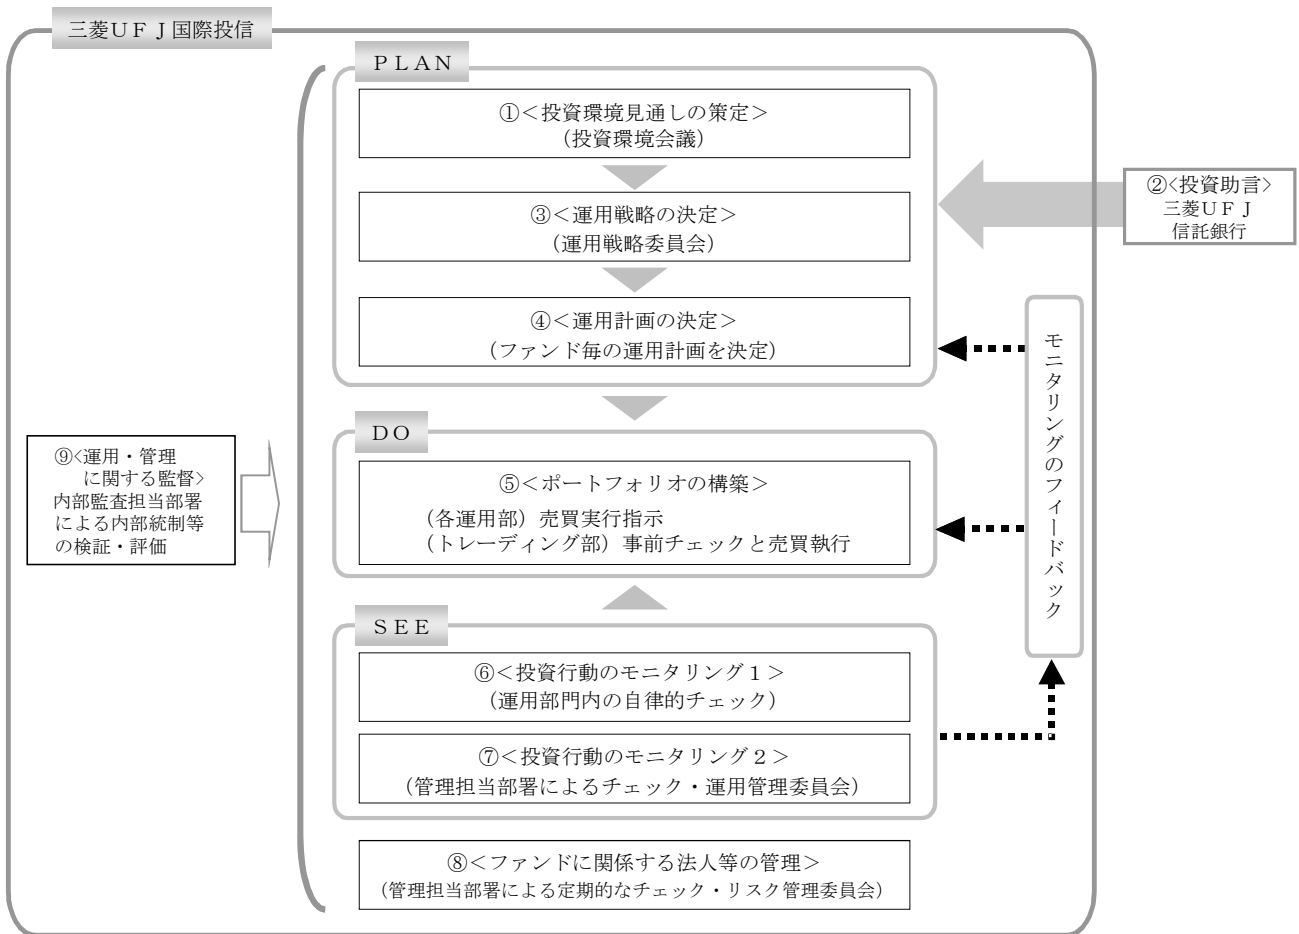 三菱ＵＦＪ国際投信
ＰＬＡＮ
①＜投資環境見通しの策定＞
（投資環境会議）
②<投資助言>
三菱ＵＦＪ
信託銀行
③＜運用戦略の決定＞
（運用戦略委員会）
④＜運用計画の決定＞
（ファンド毎の運用計画を決定）
モニタリングのフィードバック
ＤＯ
⑤＜ポートフォリオの構築＞
（各運用部）売買実行指示
（トレーディング部）事前チェックと売買執行
⑨<運用・管理
に関する監督>
内部監査担当部署
による内部統制等
の検証・評価
ＳＥＥ
⑥＜投資行動のモニタリング１＞
（運用部門内の自律的チェック）
⑦＜投資行動のモニタリング２＞
（管理担当部署によるチェック・運用管理委員会）
⑧＜ファンドに関係する法人等の管理＞
（管理担当部署による定期的なチェック・リスク管理委員会）